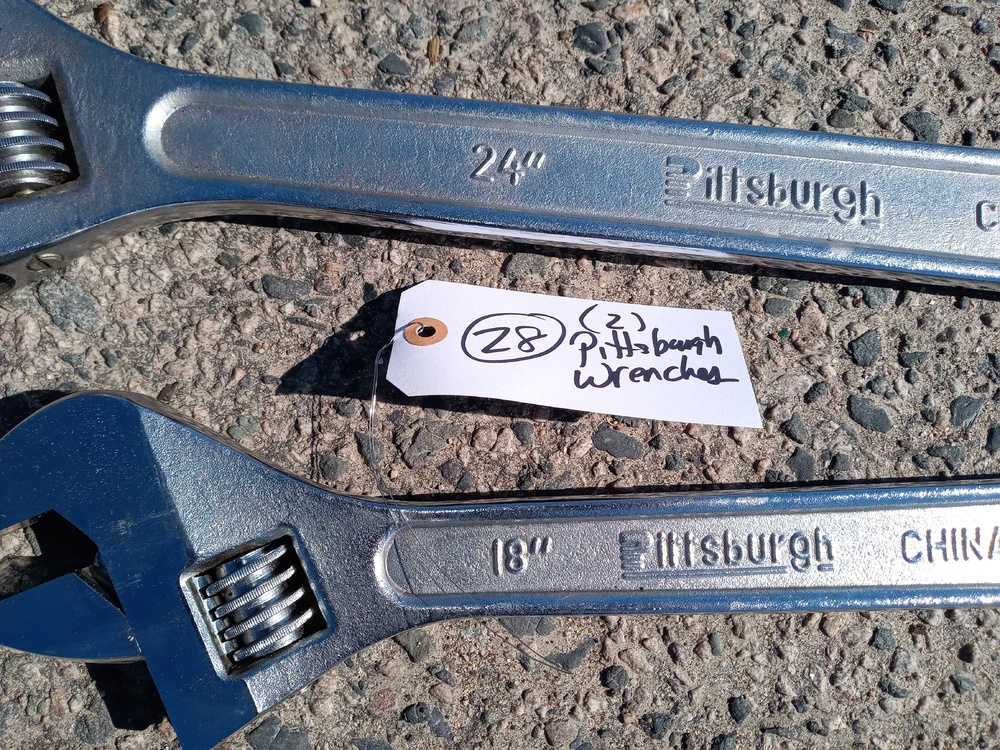 24" Pittsburgh C
28
(2)
Pittsburgh
Wrenches
18" Pittsburgh CHINA